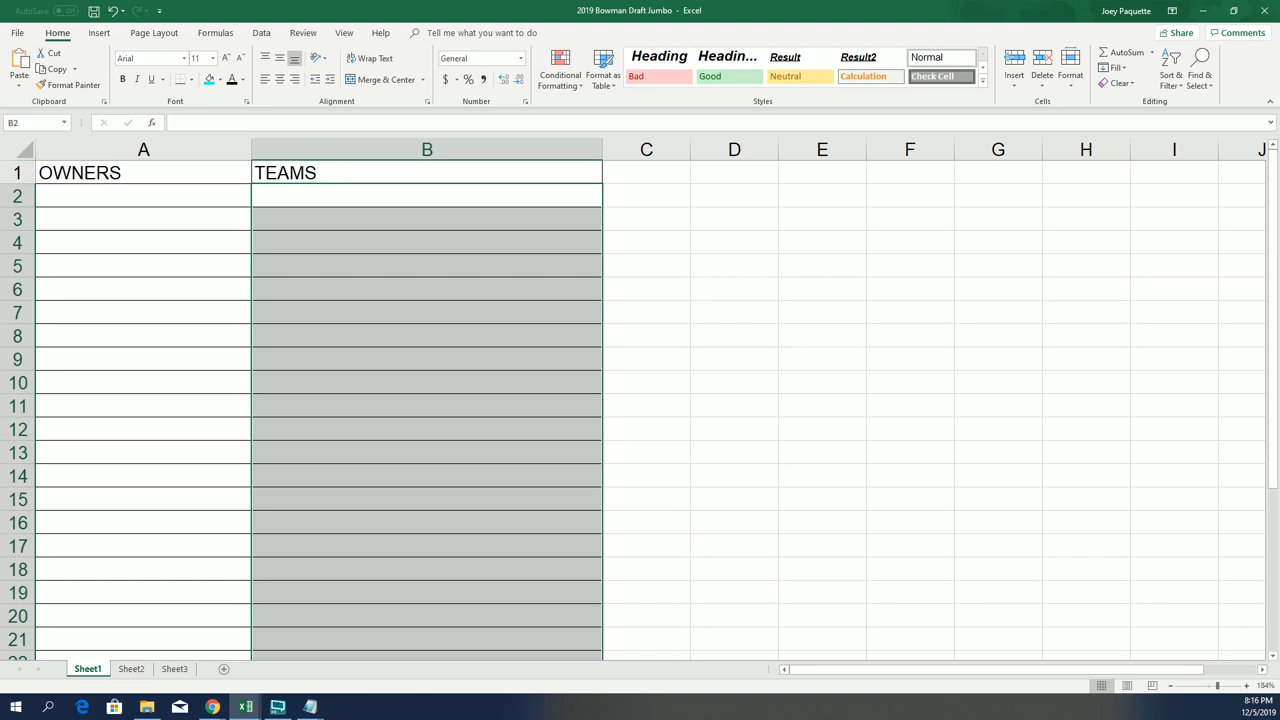 AutoSave Off
2019 Bowman Draft Jumbo - Excel
Joey Paquette
File Home Insert Page Layout Formulas Data Review View Help Tell me what you want to do
Share Comments
Paste
Cut
Copy
Format Painter
Clipboard
Arial 11
B I U
Font
Wrap Text
Merge & Center
Alignment
General
$ % ,
Number
Conditional Formatting
Format as Table
Heading Headin... Result Result2 Normal
Bad Good Neutral Calculation Check Cell
Styles
Insert Delete Format
Cells
AutoSum
Fill
Clear
Sort & Filter
Find & Select
Editing
B2
fx
A B C D E F G H I J
1 OWNERS TEAMS
2
3
4
5
6
7
8
9
10
11
12
13
14
15
16
17
18
19
20
21
Sheet1 Sheet2 Sheet3
184%
8:16 PM
12/5/2019